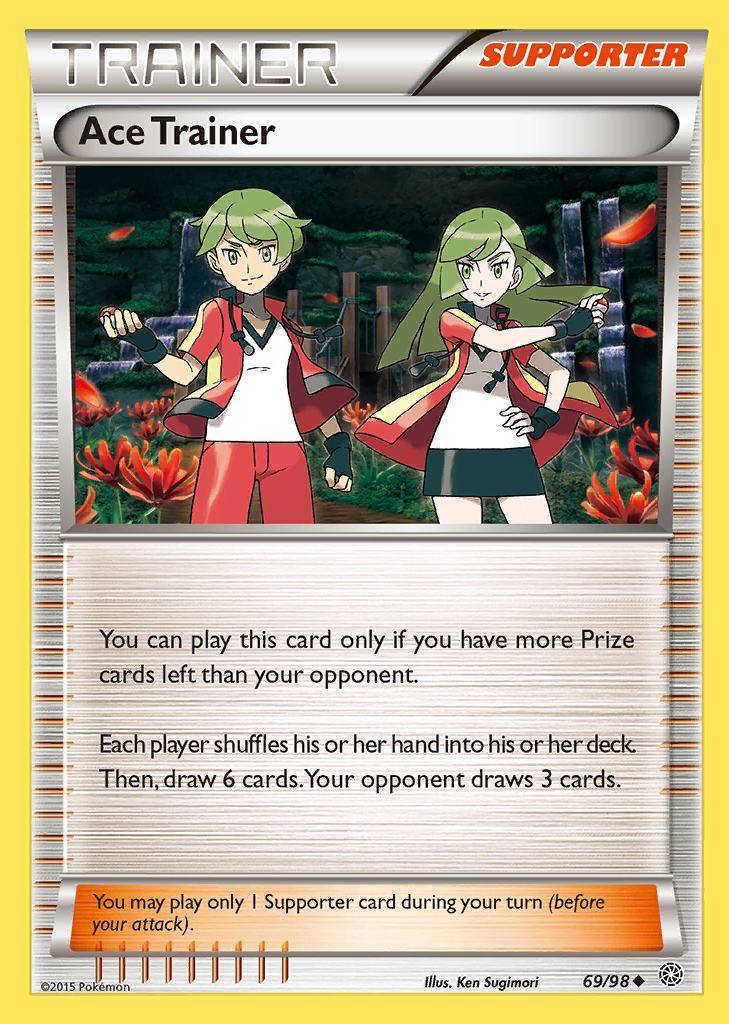 TRAINER
SUPPORTER
Ace Trainer
You can play this card only if you have more Prize
cards left than your opponent.
Each player shuffles his or her hand into his or her deck.
Then, draw 6 cards. Your opponent draws 3 cards.
You may play only 1 Supporter card during your turn (before
your attack).
©2015 Pokémon
Illus. Ken Sugimori
69/98